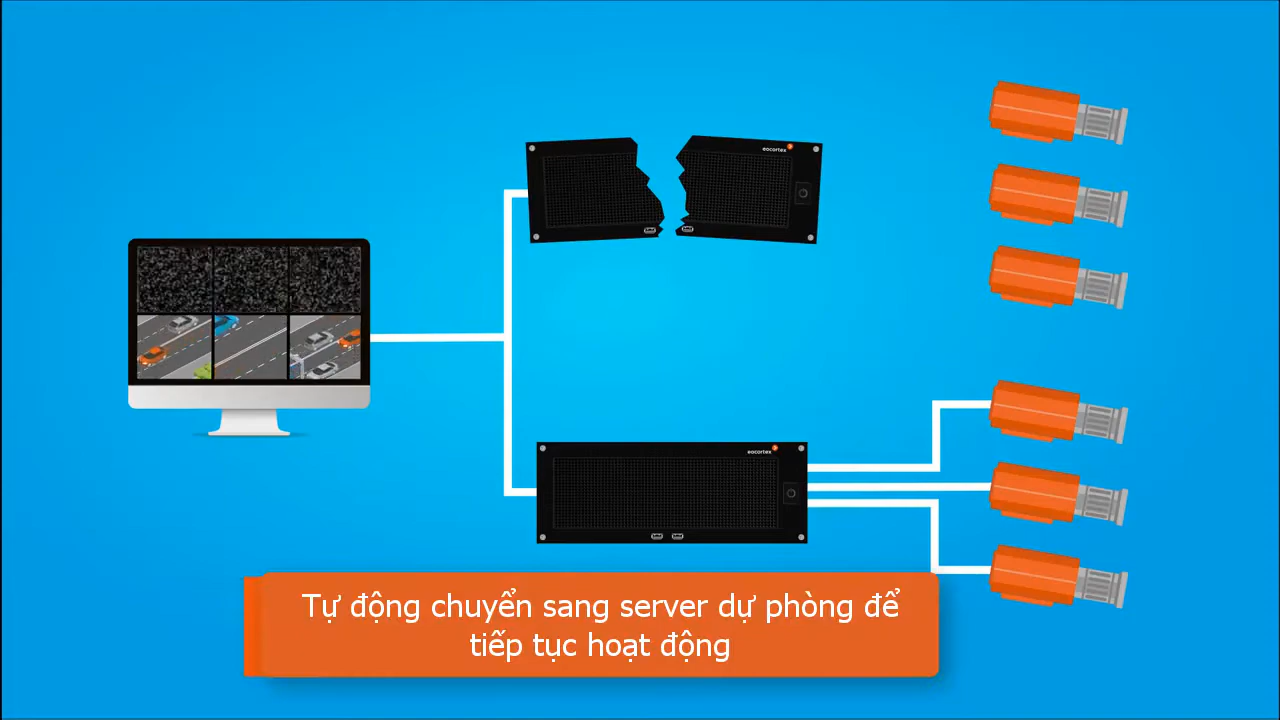 eocortex
eocortex
Tự động chuyển sang server dự phòng để
tiếp tục hoạt động